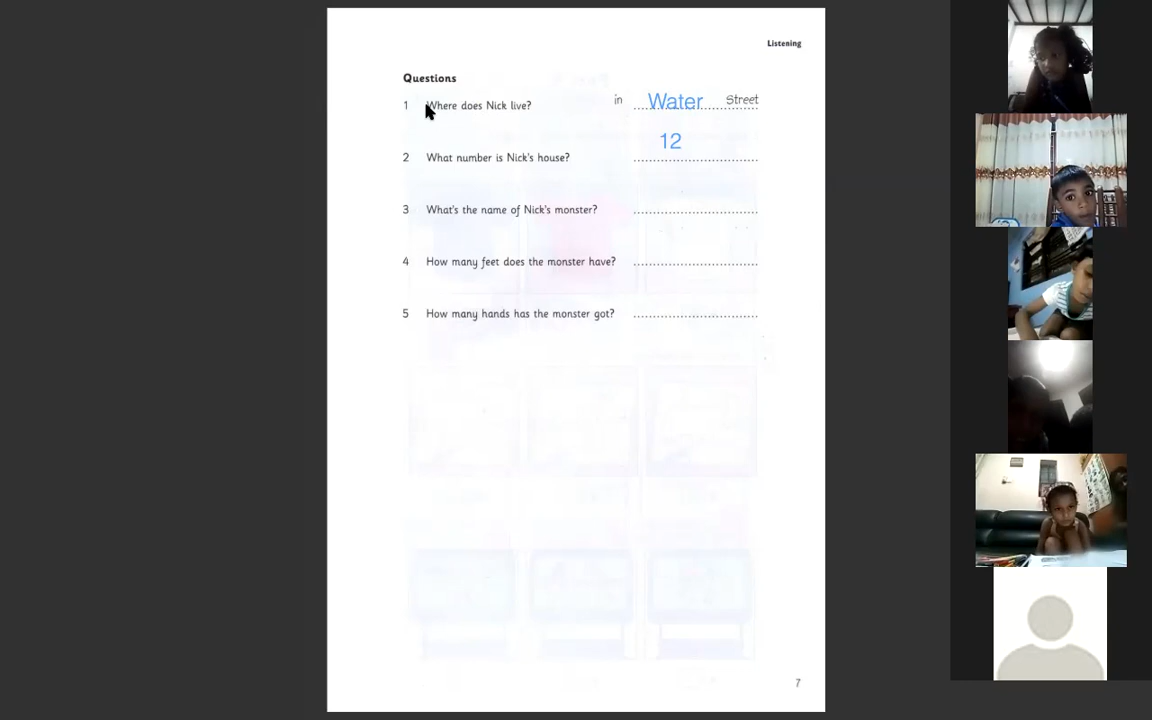 Listening
Questions
1 Where does Nick live? in Water Street
12
2 What number is Nick's house? ..............................
3 What's the name of Nick's monster? ..............................
4 How many feet does the monster have? ..............................
5 How many hands has the monster got? ..............................
7